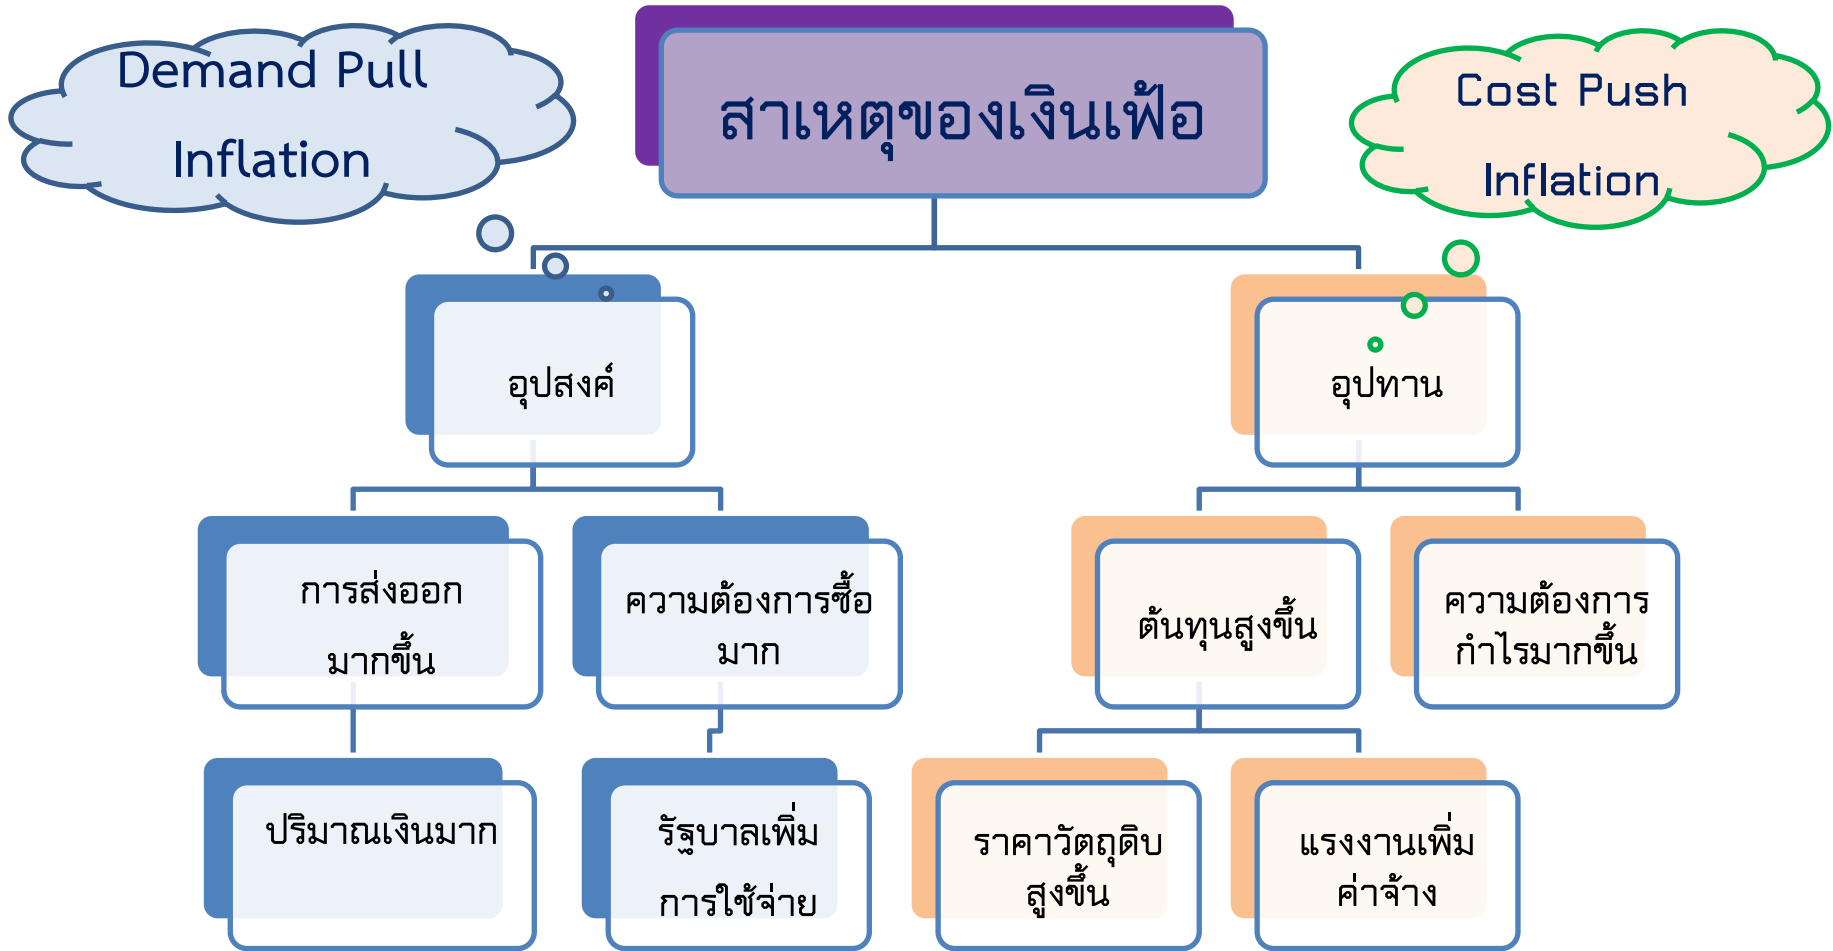 Demand Pull
Inflation
สาเหตุของเงินเฟ้อ
Cost Push
Inflation
อุปสงค์
อุปทาน
การส่งออก
มากขึ้น
ความต้องการซื้อ
มาก
ต้นทุนสูงขึ้น
ความต้องการ
กำไรมากขึ้น
ปริมาณเงินมาก
รัฐบาลเพิ่ม
การใช้จ่าย
ราคาวัตถุดิบ
สูงขึ้น
แรงงานเพิ่ม
ค่าจ้าง